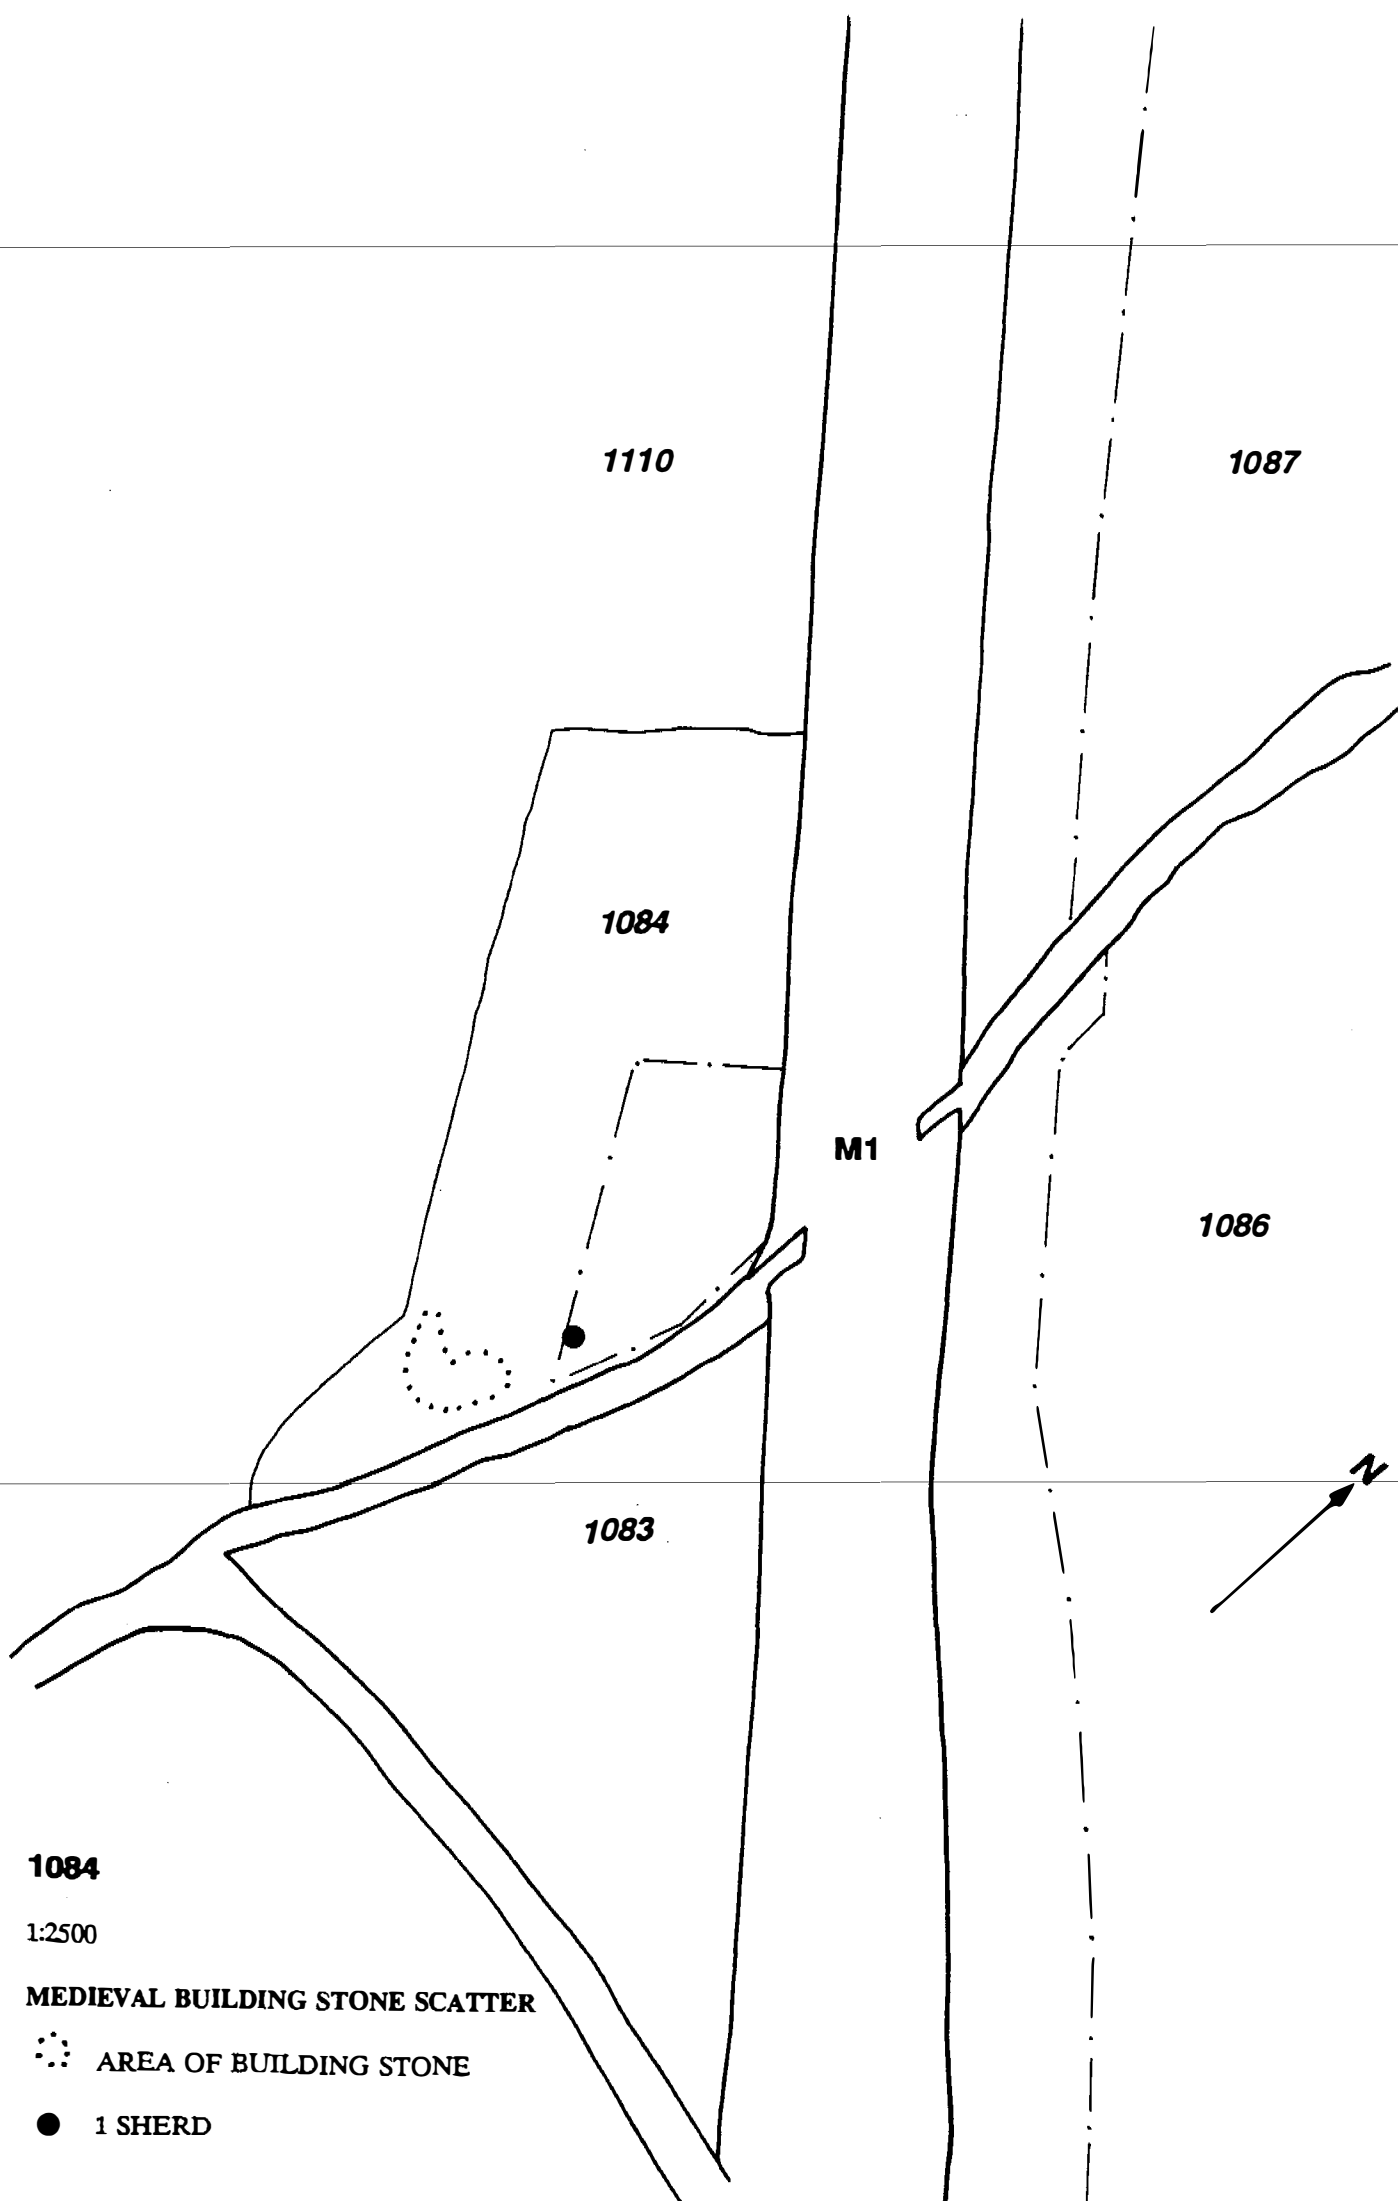 1110
1087
1084
M1
1086
N
1083
1084
1:2500
MEDIEVAL BUILDING STONE SCATTER
AREA OF BUILDING STONE
1 SHERD